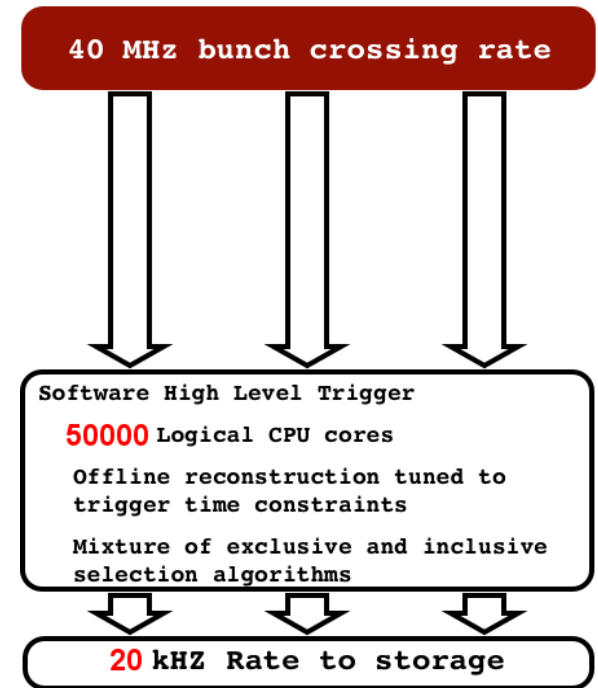 40 MHz bunch crossing rate
Software High Level Trigger
50000 Logical CPU cores
Offline reconstruction tuned to
trigger time constraints
Mixture of exclusive and inclusive
selection algorithms
20 kHZ Rate to storage